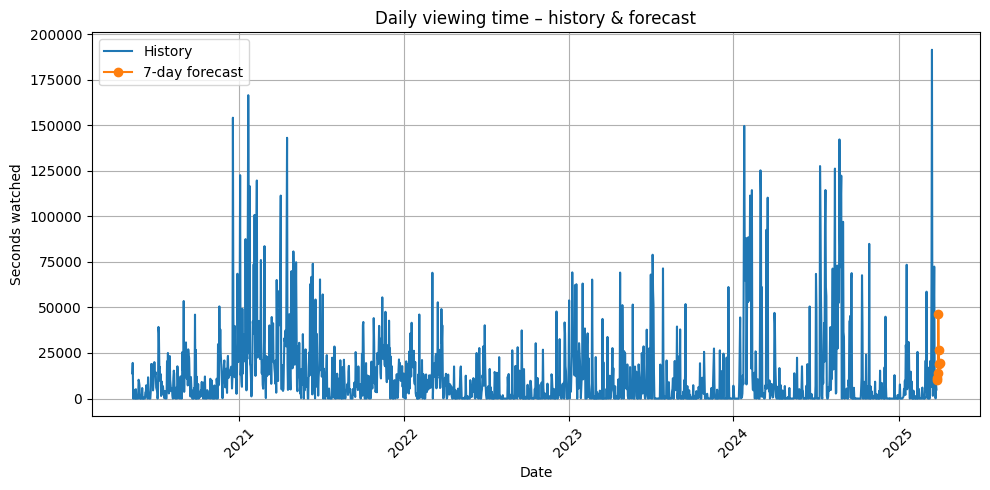 Daily viewing time – history & forecast
History
7-day forecast
Seconds watched
200000
175000
150000
125000
100000
75000
50000
25000
0
2021
2022
2023
2024
2025
Date